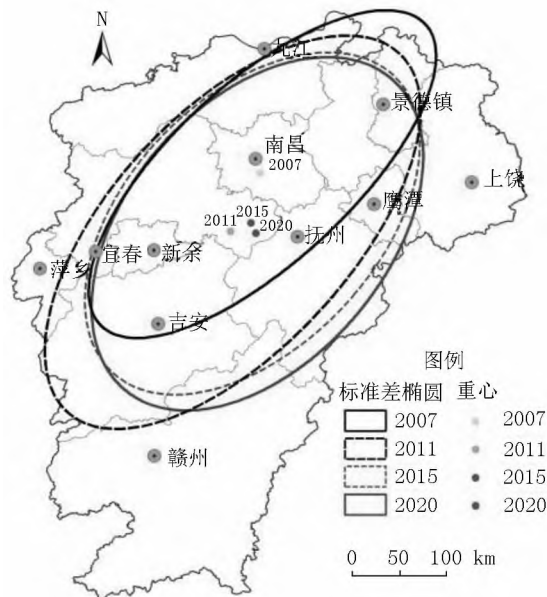 N
九江
景德镇
南昌
2007
上饶
鹰潭
2015
2011
2020
抚州
宜春
新余
萍乡
吉安
图例
标准差椭圆 重心
2007 2007
2011 2011
2015 2015
2020 2020
赣州
0 50 100 km